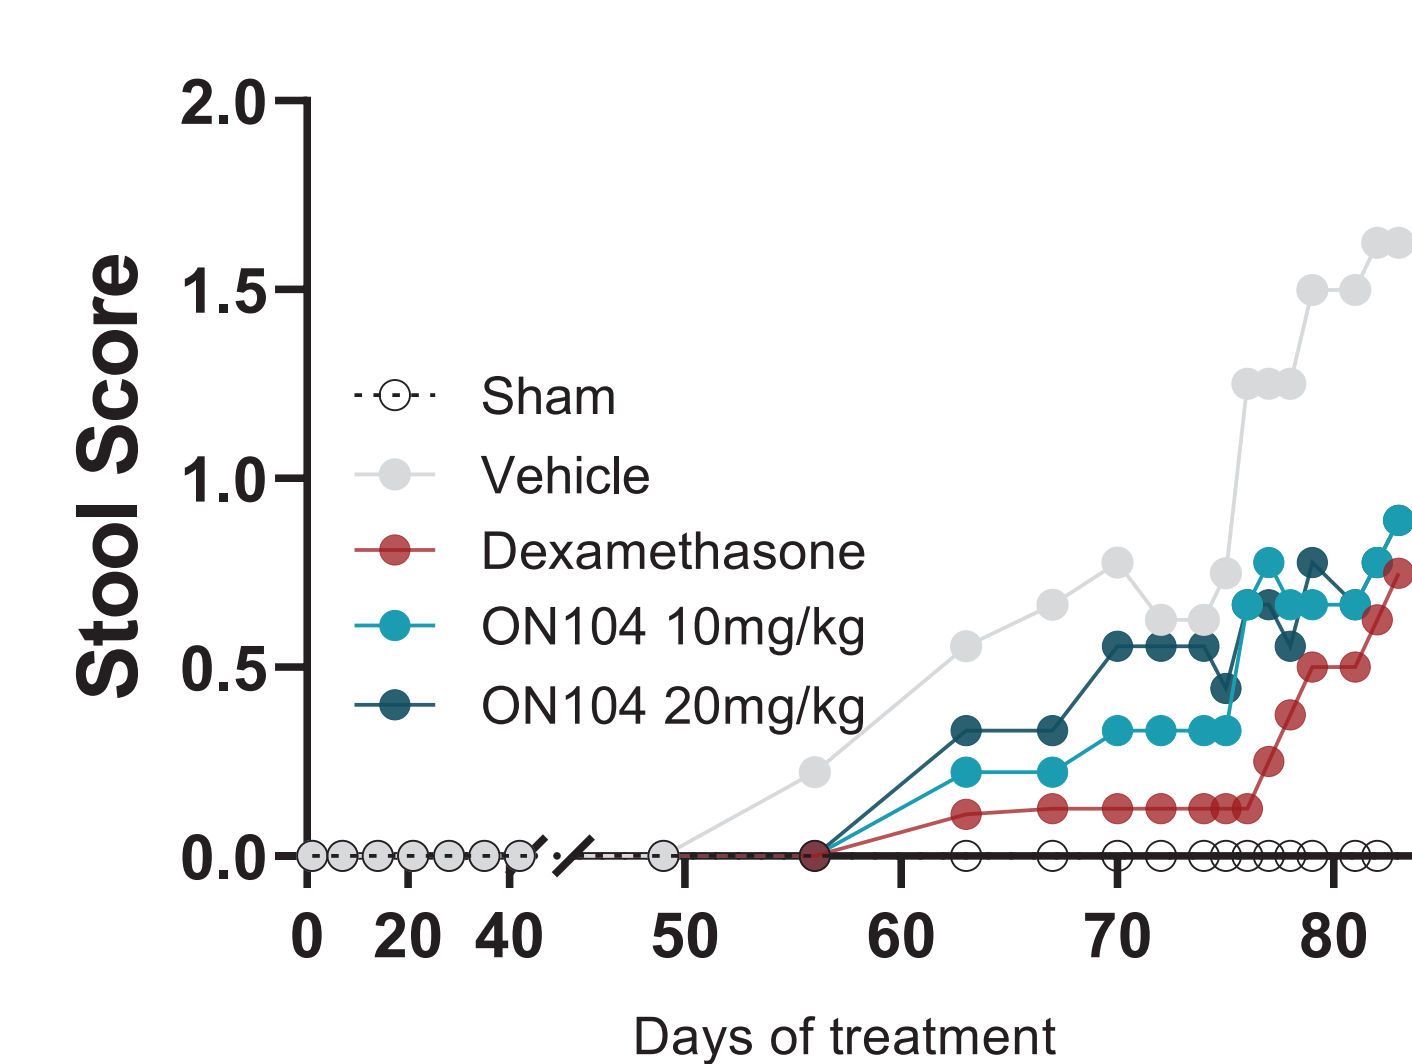 2.0
1.5
1.0
0.5
0.0
Stool Score
Sham
Vehicle
Dexamethasone
ON104 10mg/kg
ON104 20mg/kg
0 20 40 50 60 70 80
Days of treatment